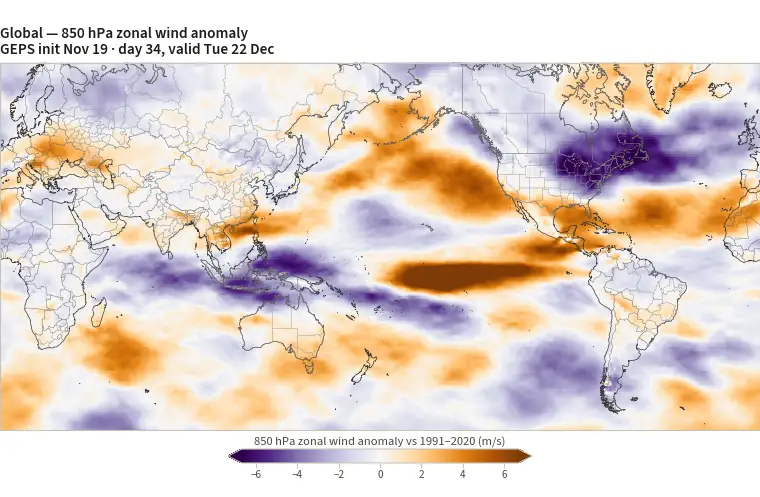 Global — 850 hPa zonal wind anomaly
GEPS init Nov 19 · day 34, valid Tue 22 Dec
850 hPa zonal wind anomaly vs 1991–2020 (m/s)
−6 −4 −2 0 2 4 6